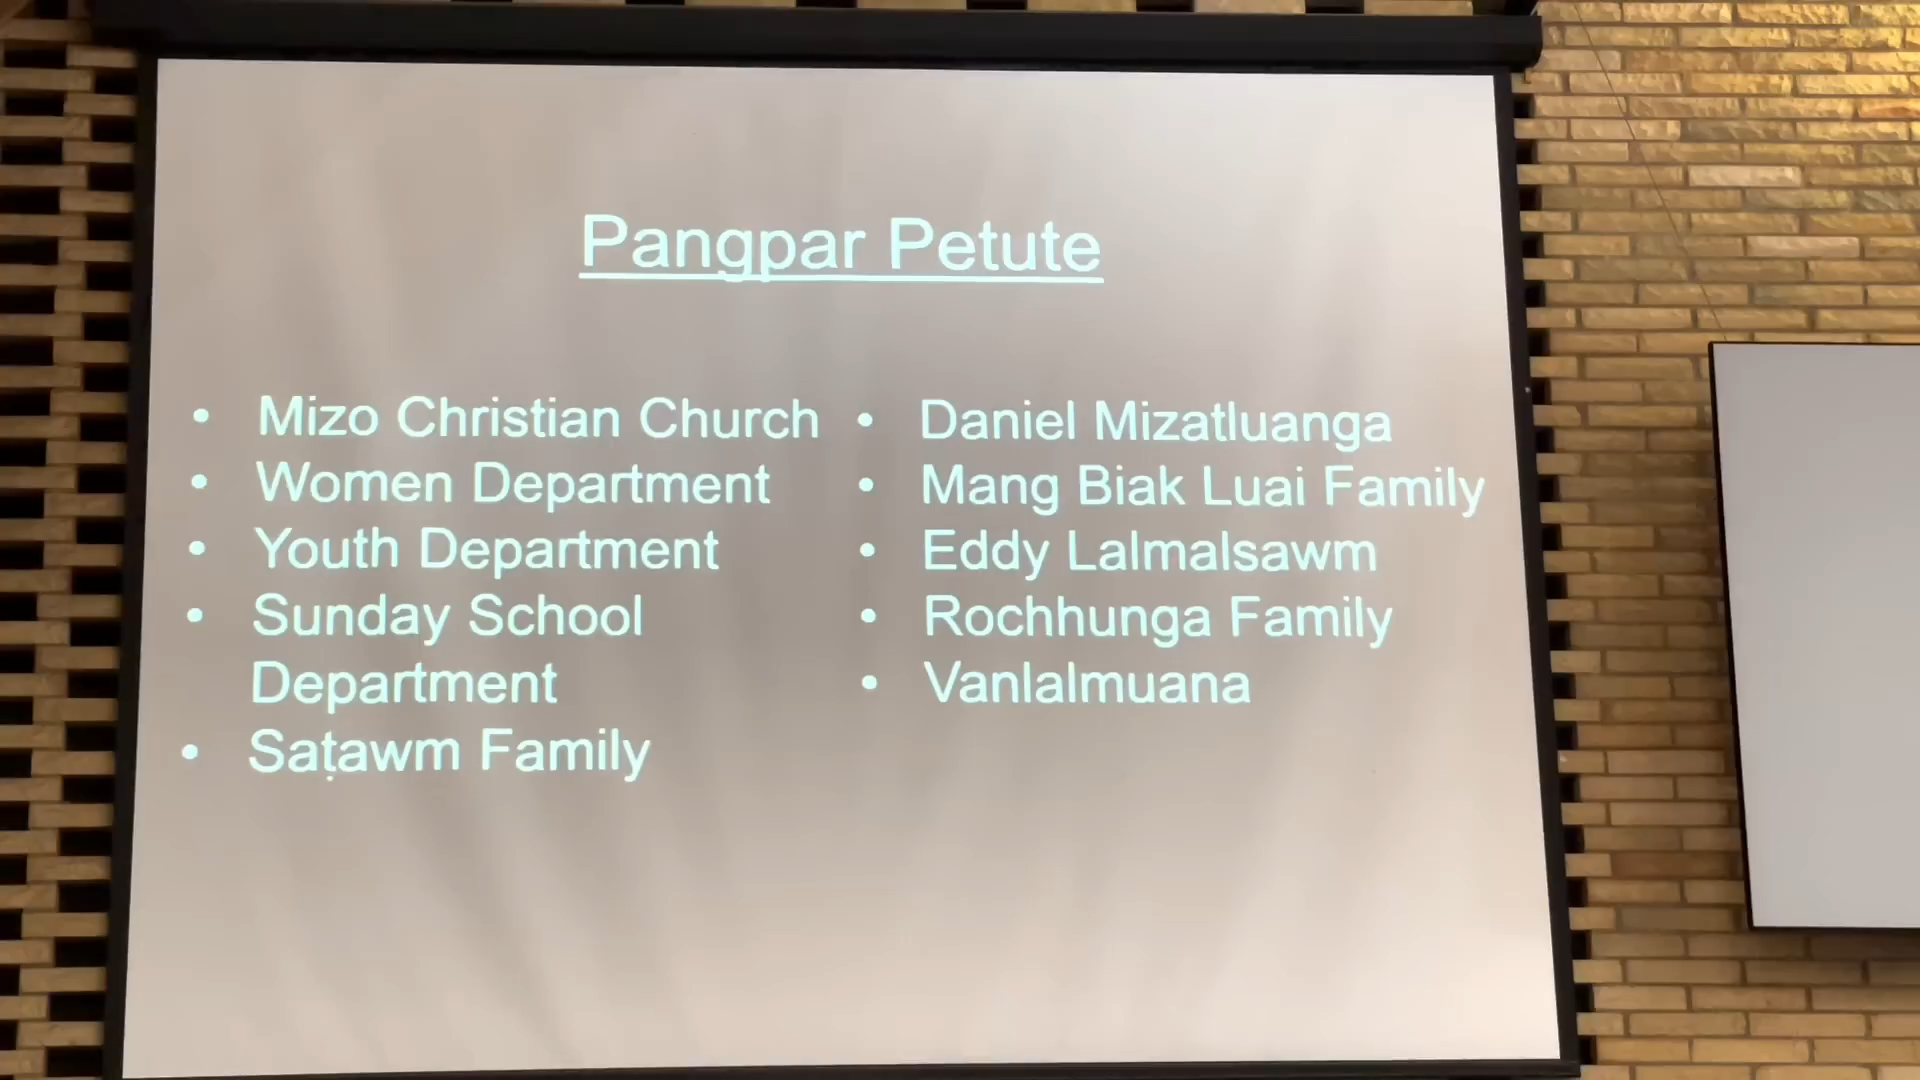 Pangpar Petute
• Mizo Christian Church
• Women Department
• Youth Department
• Sunday School
Department
• Saṭawm Family
• Daniel Mizatluanga
• Mang Biak Luai Family
• Eddy Lalmalsawm
• Rochhunga Family
• Vanlalmuana